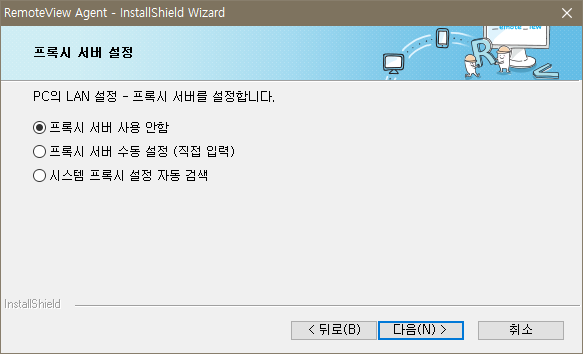 RemoteView Agent - InstallShield Wizard
Remote View
프록시 서버 설정
PC의 LAN 설정 - 프록시 서버를 설정합니다.
프록시 서버 사용 안함
프록시 서버 수동 설정 (직접 입력)
시스템 프록시 설정 자동 검색
InstallShield
< 뒤로(B)
다음(N) >
취소